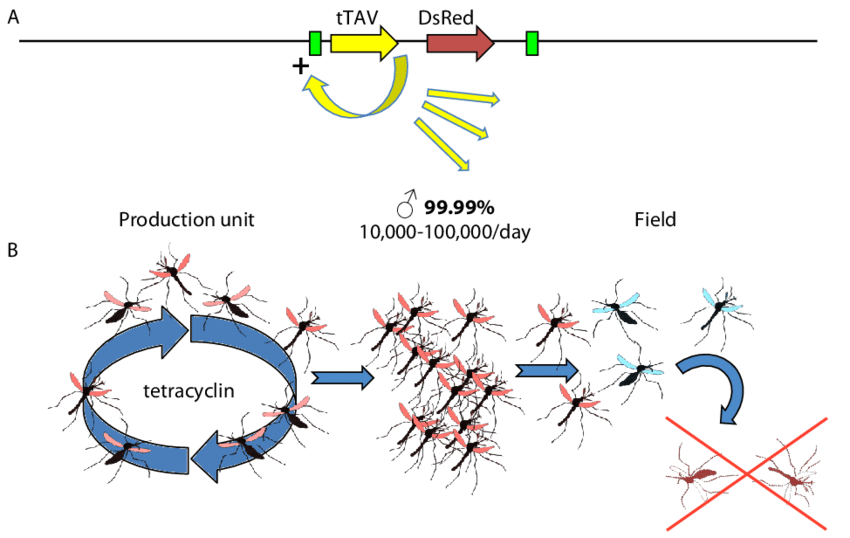 A
tTAV DsRed
+
♂ 99.99%
10,000-100,000/day
Production unit
Field
B
tetracyclin